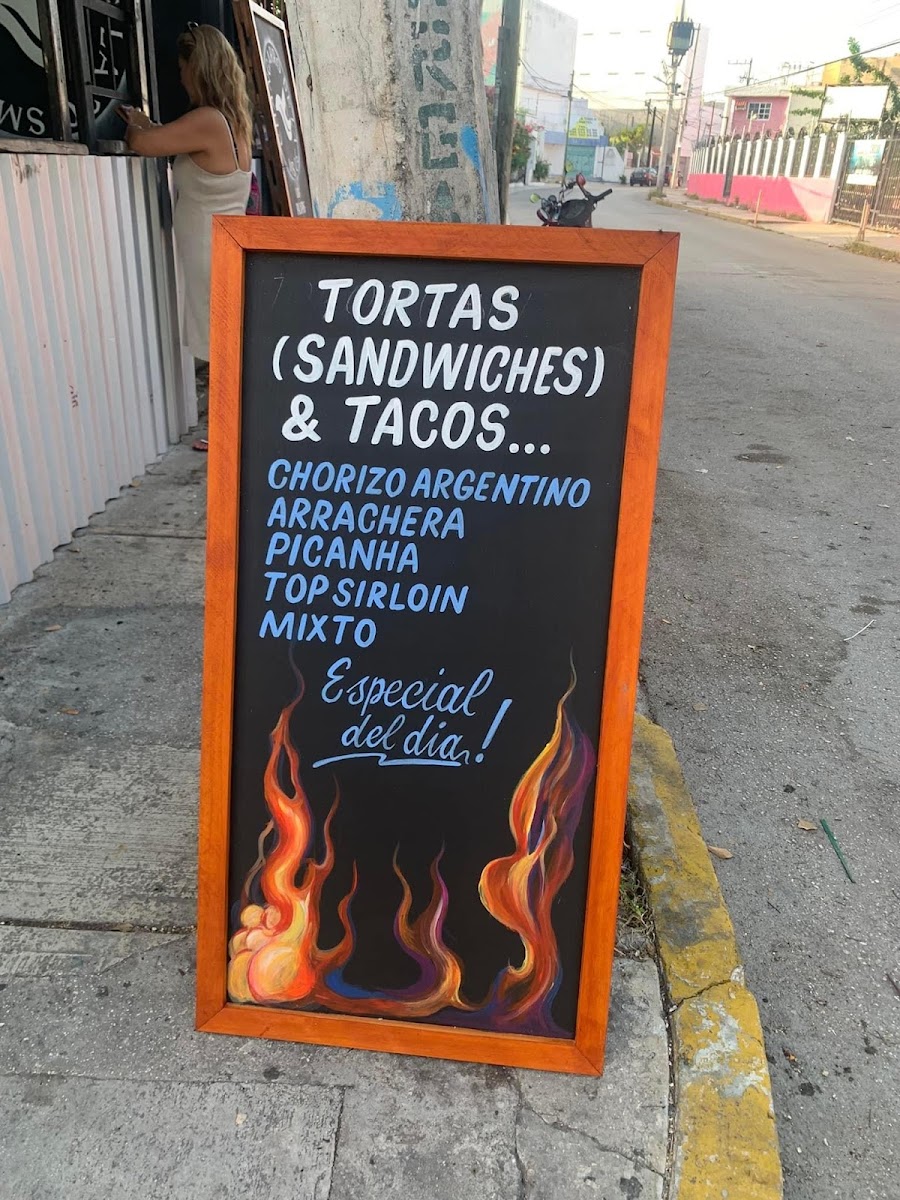 TORTAS
(SANDWICHES)
& TACOS...
CHORIZO ARGENTINO
ARRACHERA
PICANHA
TOP SIRLOIN
MIXTO
Especial
del dia!